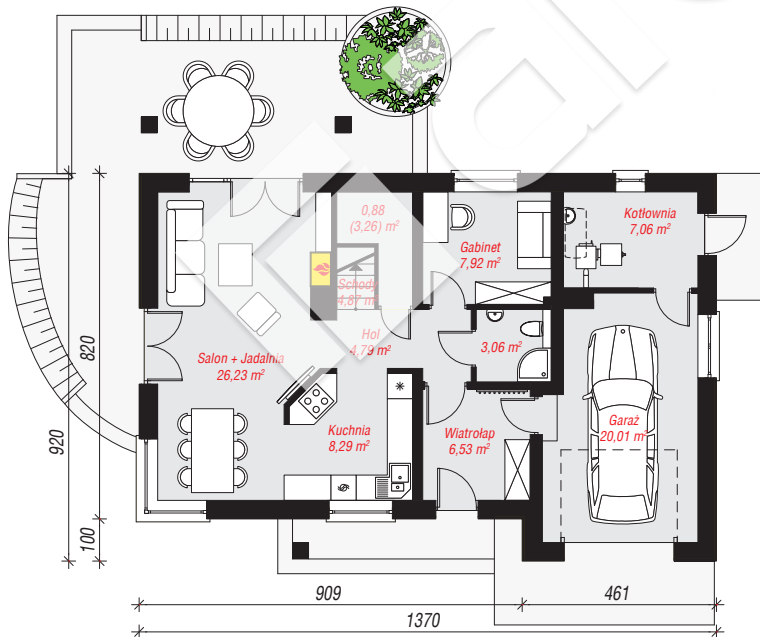 0,88
(3,26) m²
Kotłownia
7,06 m²
Gabinet
7,92 m²
Schody
4,87 m²
Hol
4,79 m²
3,06 m²
Salon + Jadalnia
26,23 m²
Kuchnia
8,29 m²
Wiatrołap
6,53 m²
Garaż
20,01 m²
820
920
100
909
461
1370